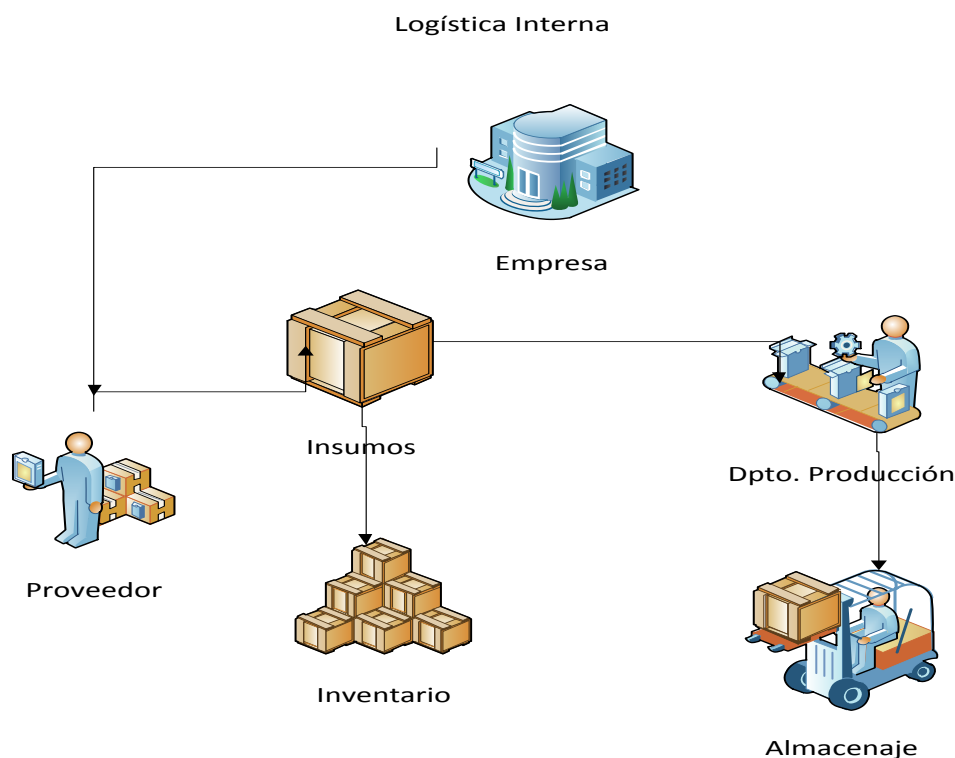 Logística Interna
Empresa
Insumos
Dpto. Producción
Proveedor
Inventario
Almacenaje